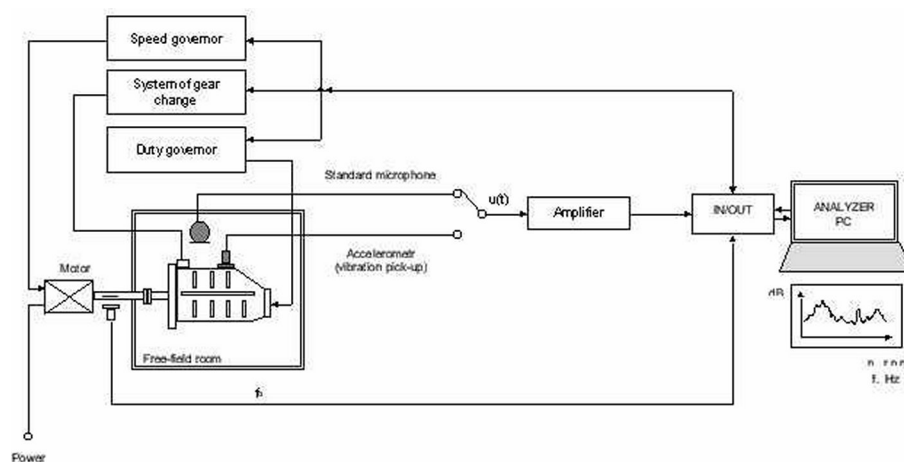 Speed governor
System of gear
change
Duty governor
Standard microphone
u(t)
Amplifier
IN/OUT
ANALYZER
PC
Accelerometr
(vibration pick-up)
Motor
dB
Free-field room
f. Hz
Power